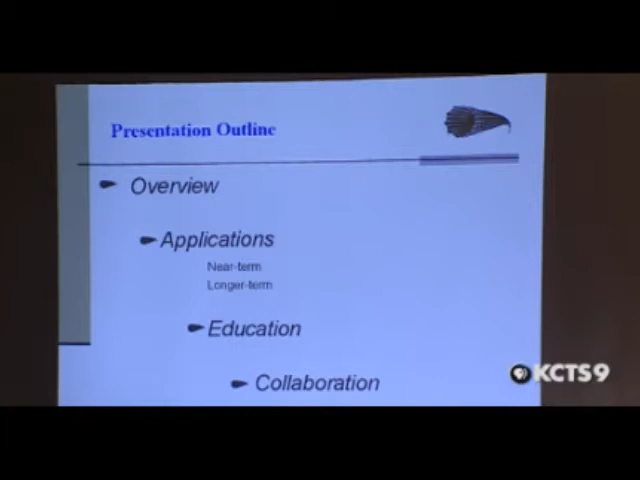 Presentation Outline
Overview
Applications
Near-term
Longer-term
Education
Collaboration
KCTS9